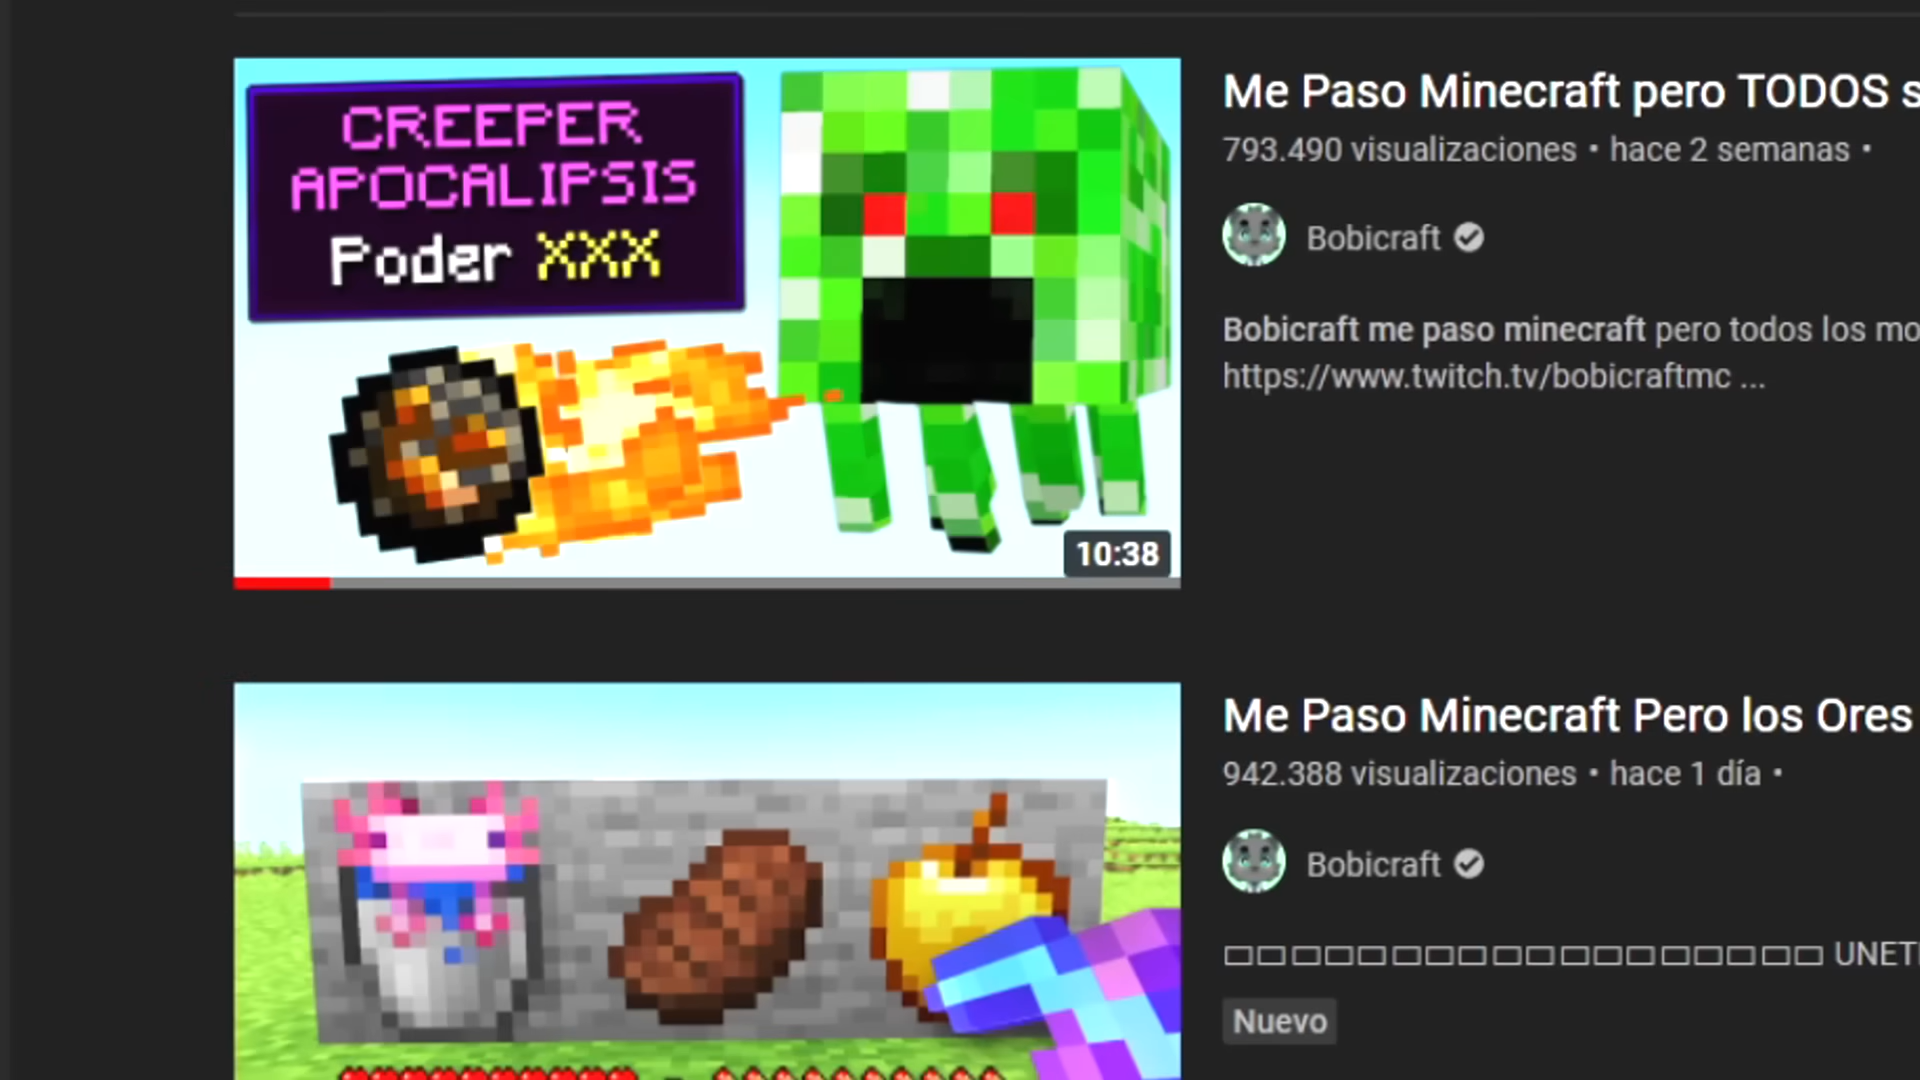 CREEPER
APOCALIPSIS
Poder XXX
10:38
Me Paso Minecraft pero TODOS s
793.490 visualizaciones • hace 2 semanas •
Bobicraft
Bobicraft me paso minecraft pero todos los mo
https://www.twitch.tv/bobicraftmc ...
Me Paso Minecraft Pero los Ores
942.388 visualizaciones • hace 1 día •
Bobicraft
□□□□□□□□□□□□□□□□□□ UNET
Nuevo